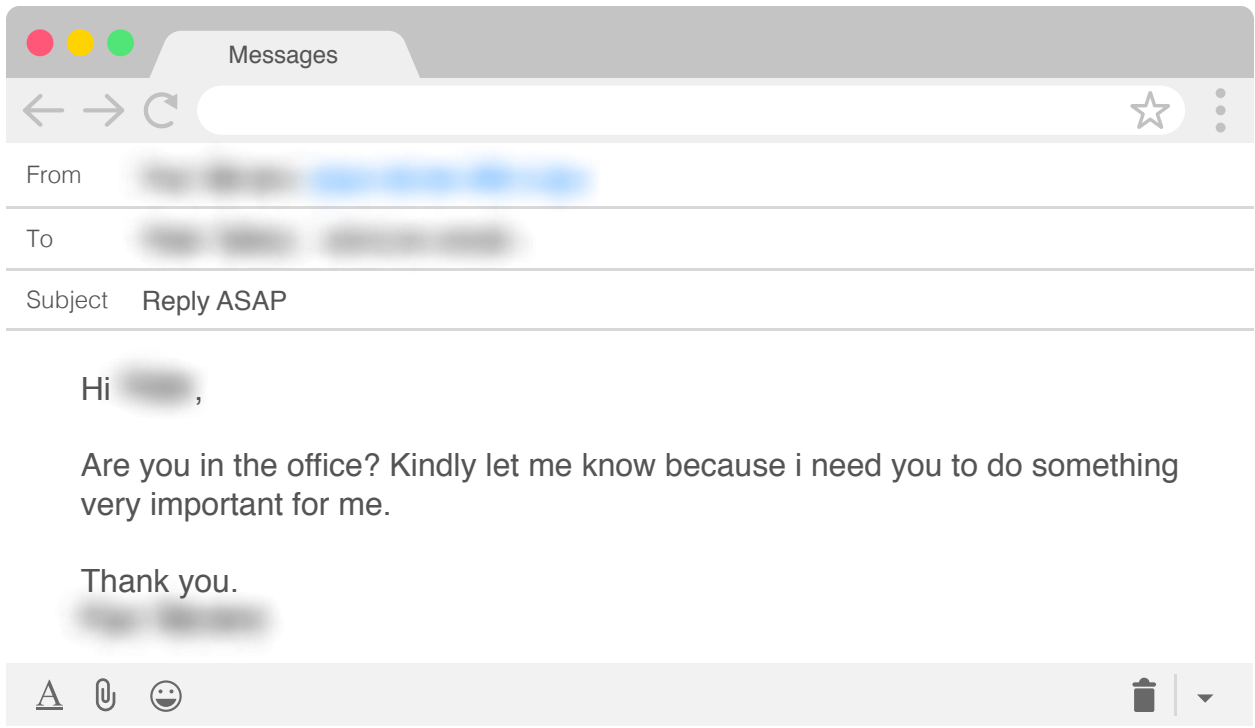 Messages
From
To
Subject Reply ASAP
Hi ,
Are you in the office? Kindly let me know because i need you to do something
very important for me.
Thank you.
A